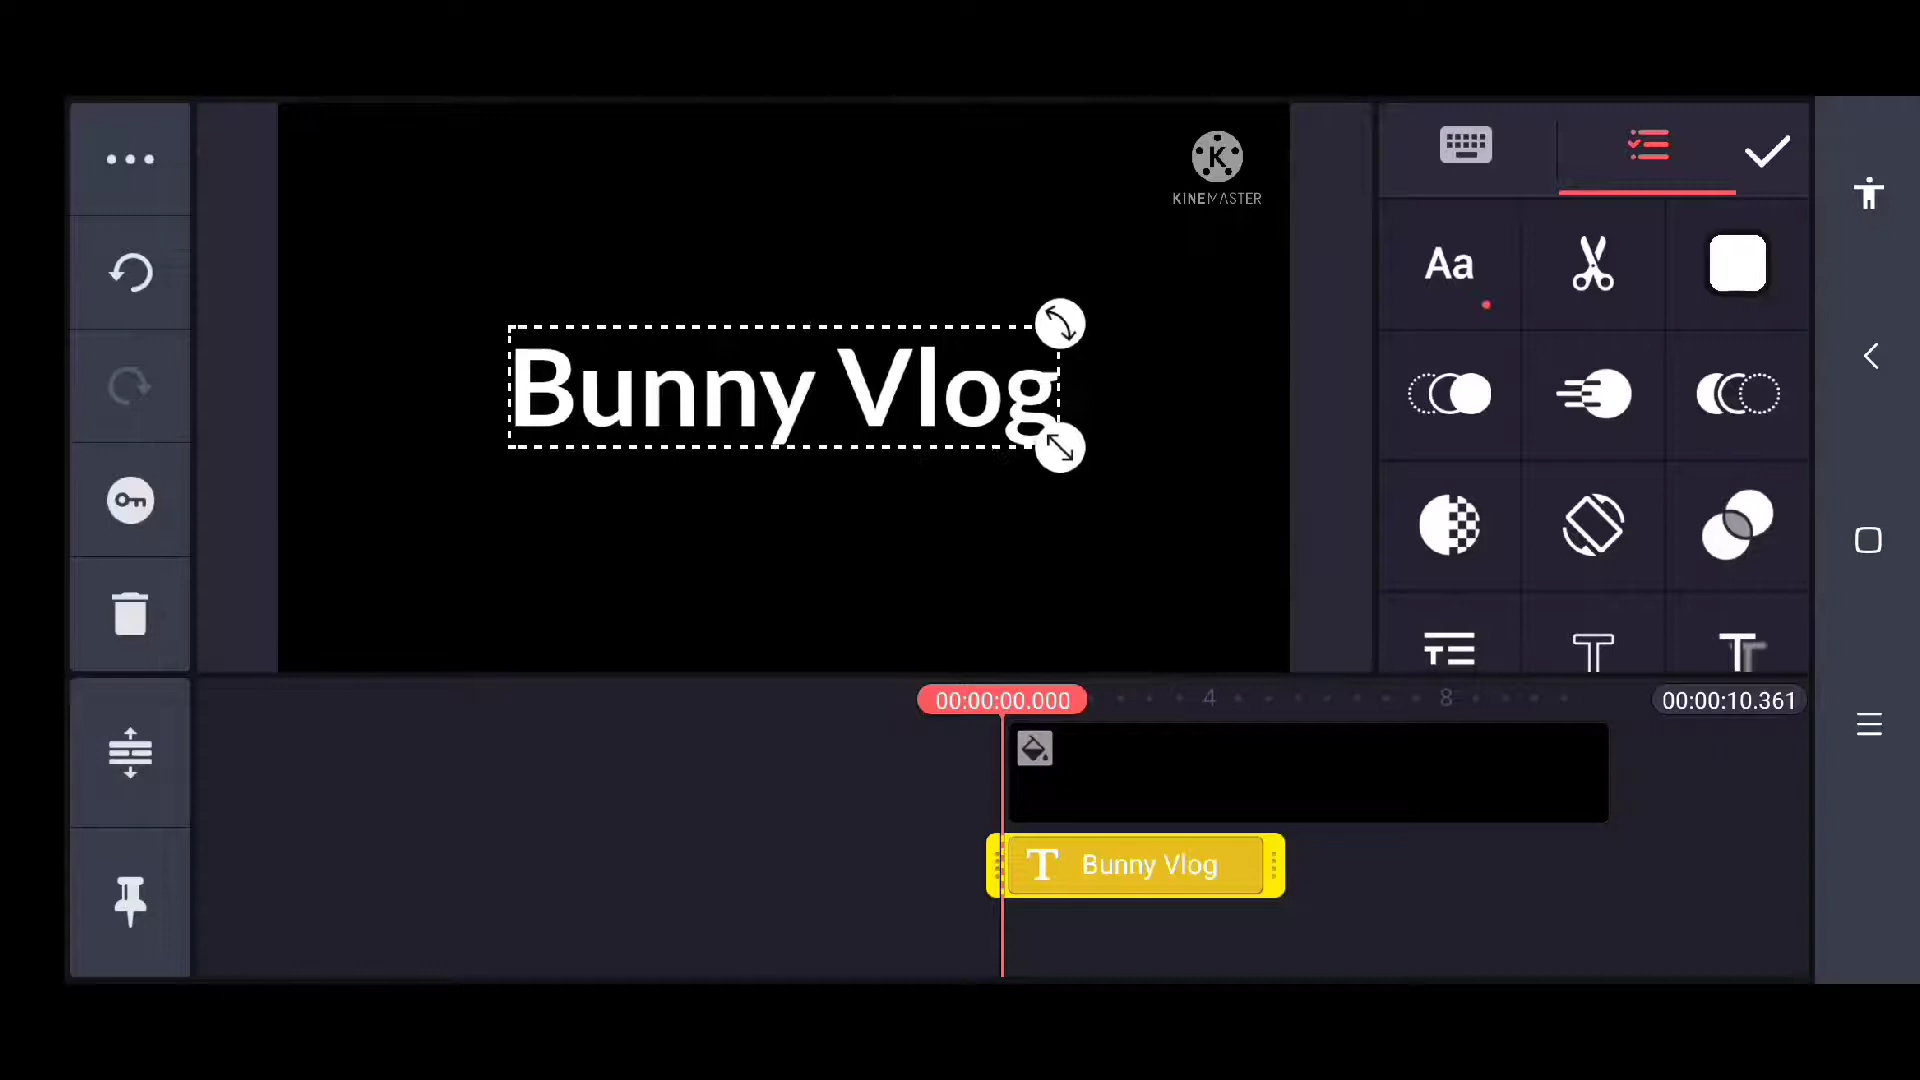 KINEMASTER
Bunny Vlog
Aa
00:00:00.000
4
8
00:00:10.361
T Bunny Vlog